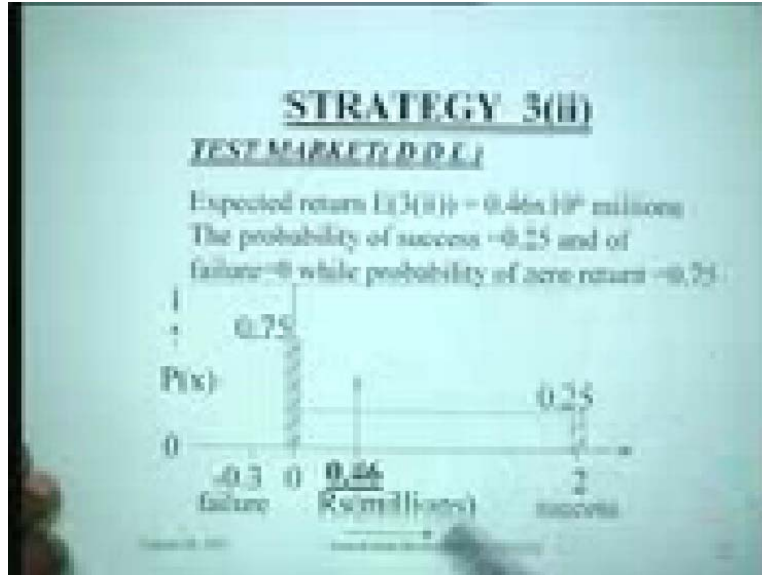 STRATEGY 3(ii)
TEST MARKET( D D L )
Expected return E(3(ii)) = 0.46x10⁶ millions
The probability of success =0.25 and of
failure=0 while probability of zero return =0.75
1
0.75
P(x)
0.25
0
-0.3 0 0.46 2
failure Rs(millions) success